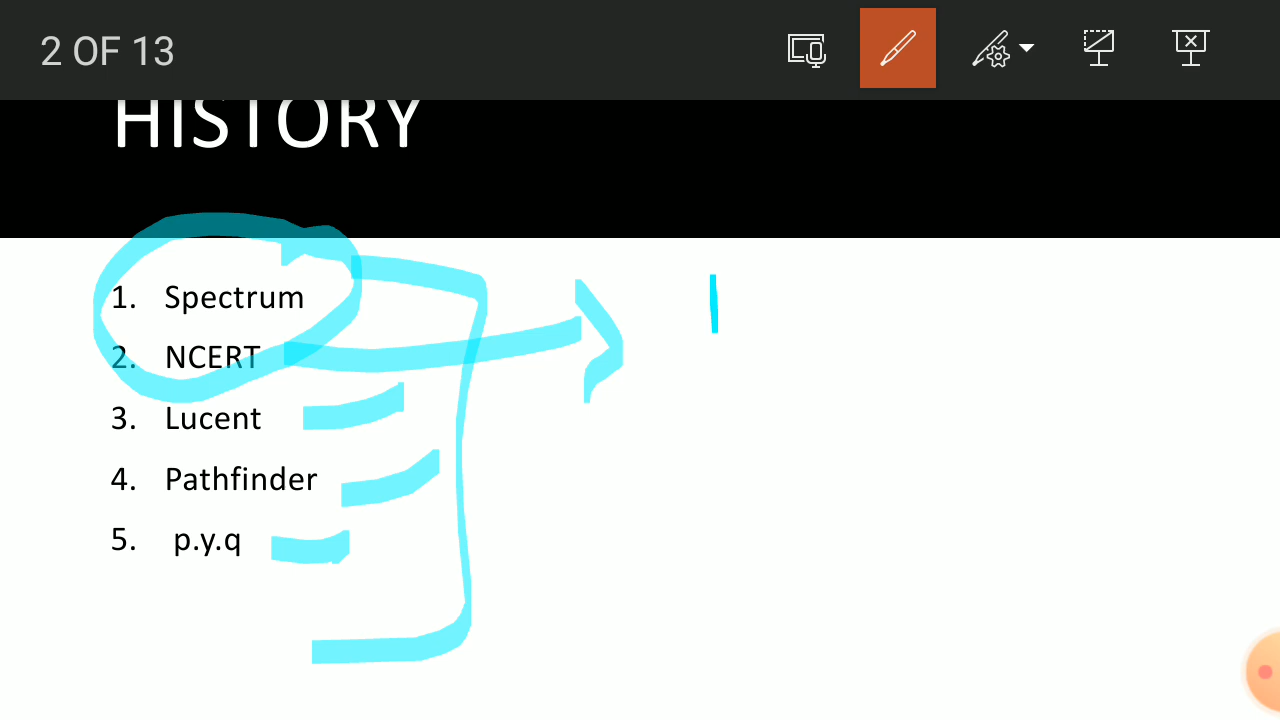 2 OF 13
HISTORY
1. Spectrum
2. NCERT
3. Lucent
4. Pathfinder
5. p.y.q